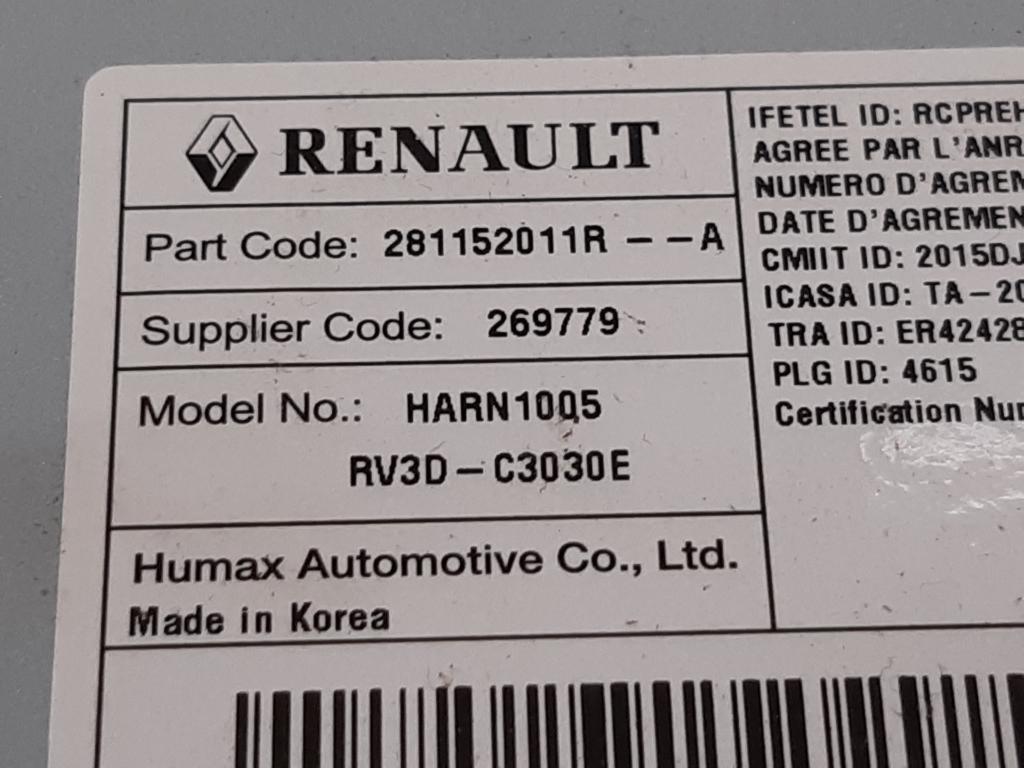 RENAULT
Part Code: 281152011R - -A
Supplier Code: 269779
Model No.: HARN1005
RV3D-C3030E
Humax Automotive Co., Ltd.
Made in Korea
IFETEL ID: RCPREH
AGREE PAR L'ANR
NUMERO D'AGREM
DATE D'AGREMEN
CMIIT ID: 2015DJ
ICASA ID: TA-20
TRA ID: ER42428
PLG ID: 4615
Certification Num